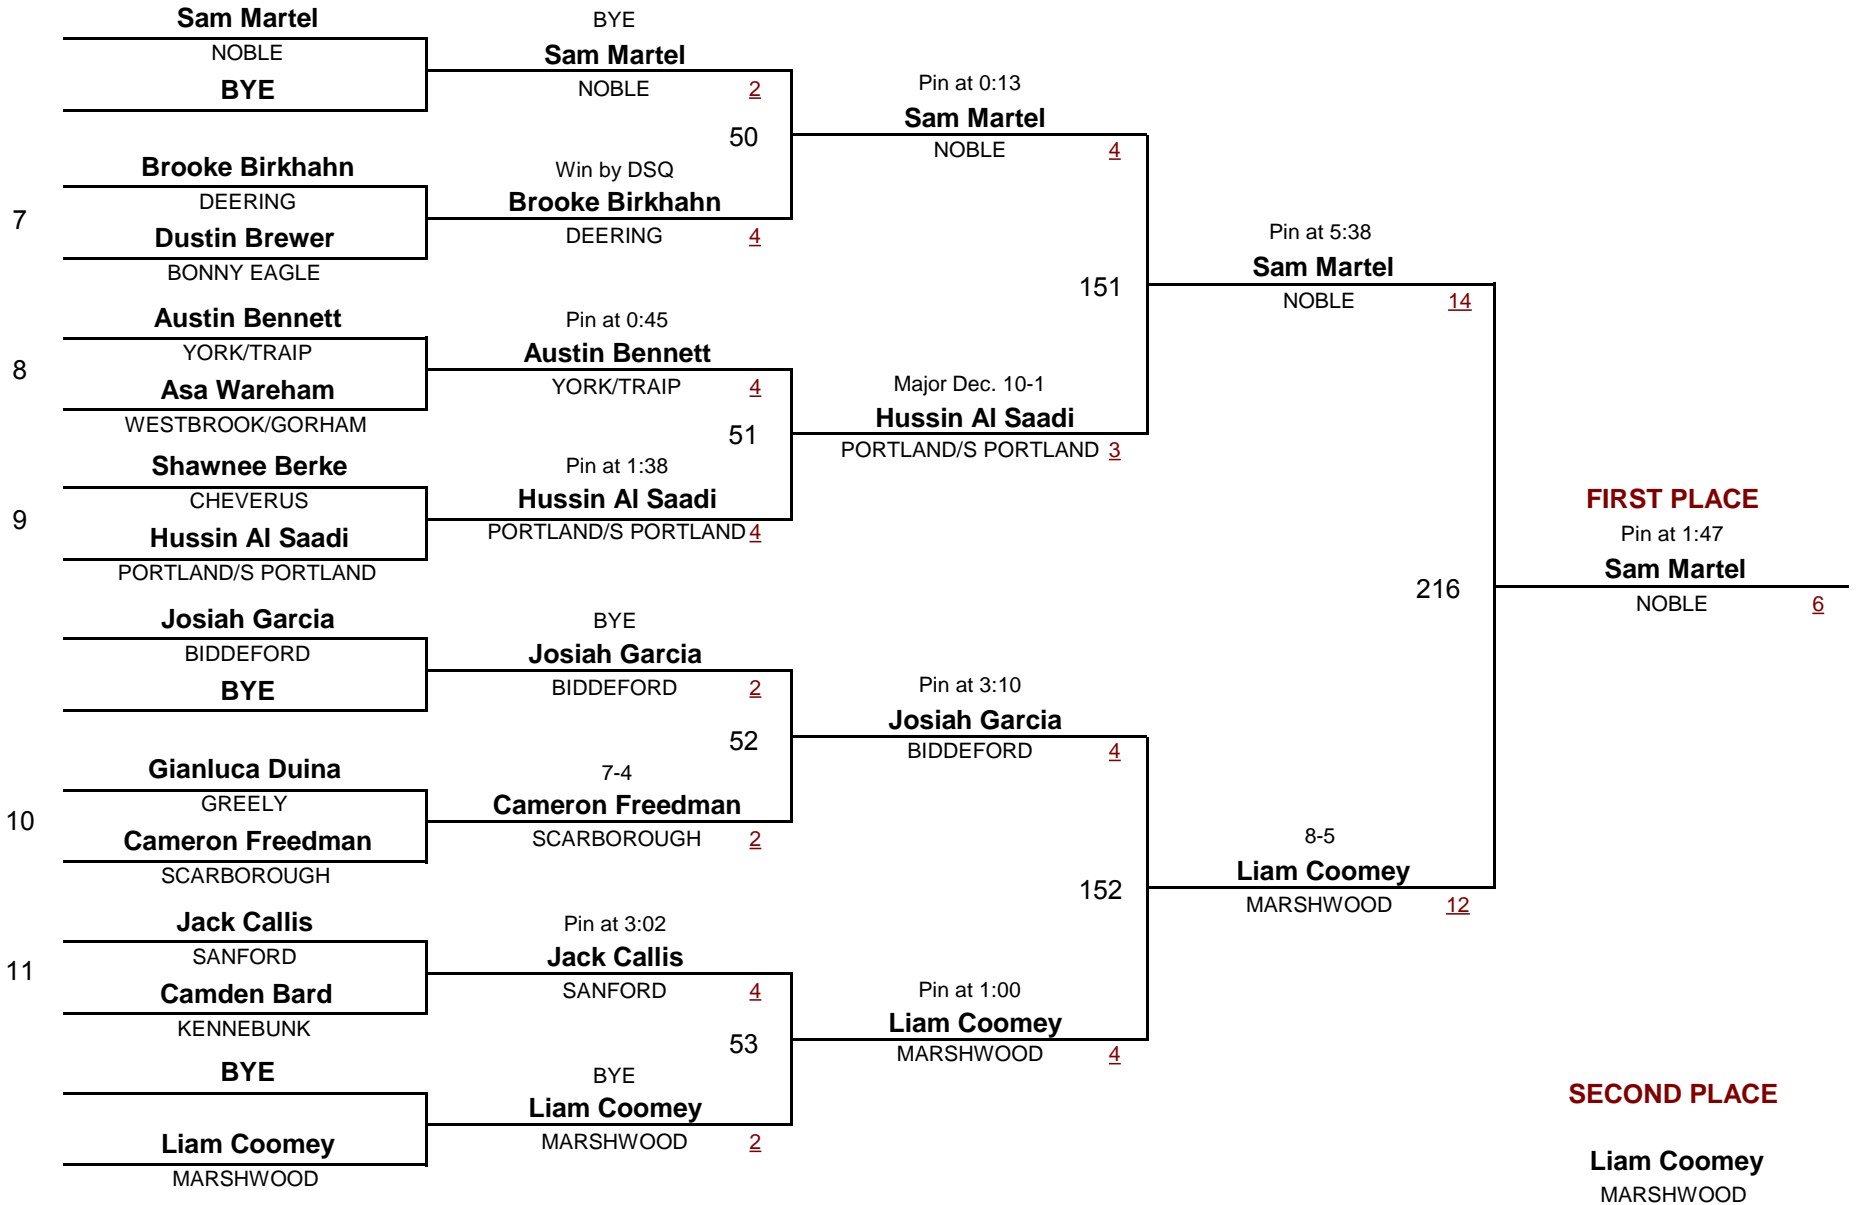 Sam Martel
NOBLE
BYE
7
Brooke Birkhahn
DEERING
Dustin Brewer
BONNY EAGLE
8
Austin Bennett
YORK/TRAIP
Asa Wareham
WESTBROOK/GORHAM
9
Shawnee Berke
CHEVERUS
Hussin Al Saadi
PORTLAND/S PORTLAND
Josiah Garcia
BIDDEFORD
BYE
10
Gianluca Duina
GREELY
Cameron Freedman
SCARBOROUGH
11
Jack Callis
SANFORD
Camden Bard
KENNEBUNK
BYE
Liam Coomey
MARSHWOOD
BYE
Sam Martel
NOBLE 2
50
Win by DSQ
Brooke Birkhahn
DEERING 4
Pin at 0:45
Austin Bennett
YORK/TRAIP 4
51
Pin at 1:38
Hussin Al Saadi
PORTLAND/S PORTLAND 4
BYE
Josiah Garcia
BIDDEFORD 2
52
7-4
Cameron Freedman
SCARBOROUGH 2
Pin at 3:02
Jack Callis
SANFORD 4
53
BYE
Liam Coomey
MARSHWOOD 2
Pin at 0:13
Sam Martel
NOBLE 4
151
Major Dec. 10-1
Hussin Al Saadi
PORTLAND/S PORTLAND 3
Pin at 3:10
Josiah Garcia
BIDDEFORD 4
152
Pin at 1:00
Liam Coomey
MARSHWOOD 4
Pin at 5:38
Sam Martel
NOBLE 14
216
8-5
Liam Coomey
MARSHWOOD 12
FIRST PLACE
Pin at 1:47
Sam Martel
NOBLE 6
SECOND PLACE
Liam Coomey
MARSHWOOD